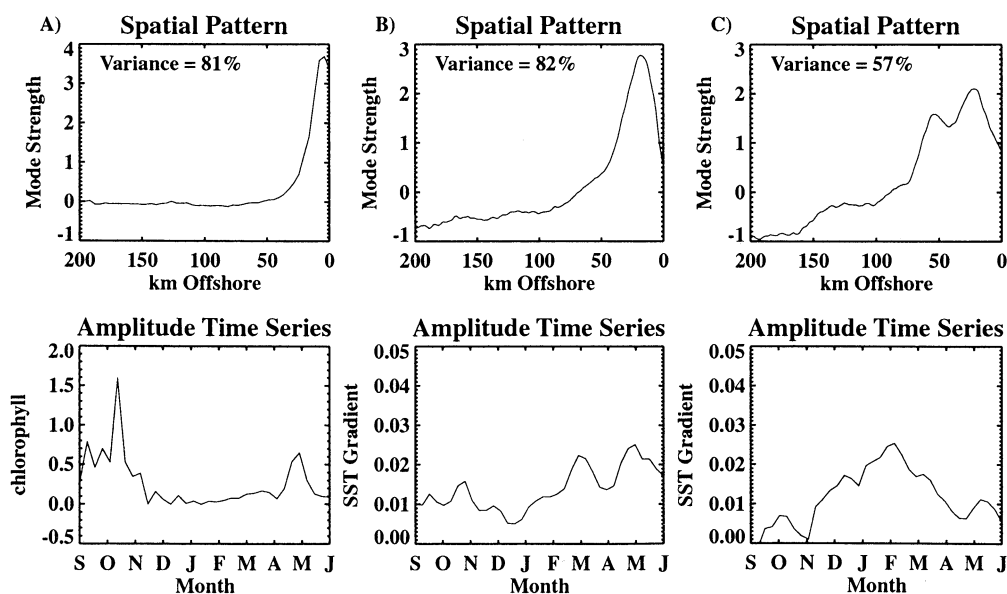 A) Spatial Pattern
Variance = 81%
Mode Strength
4
3
2
1
0
-1
200 150 100 50 0
km Offshore
B) Spatial Pattern
Variance = 82%
Mode Strength
3
2
1
0
-1
200 150 100 50 0
km Offshore
C) Spatial Pattern
Variance = 57%
Mode Strength
3
2
1
0
-1
200 150 100 50 0
km Offshore
Amplitude Time Series
chlorophyll
2.0
1.5
1.0
0.5
0.0
-0.5
S O N D J F M A M J
Month
Amplitude Time Series
SST Gradient
0.05
0.04
0.03
0.02
0.01
0.00
S O N D J F M A M J
Month
Amplitude Time Series
SST Gradient
0.05
0.04
0.03
0.02
0.01
0.00
S O N D J F M A M J
Month